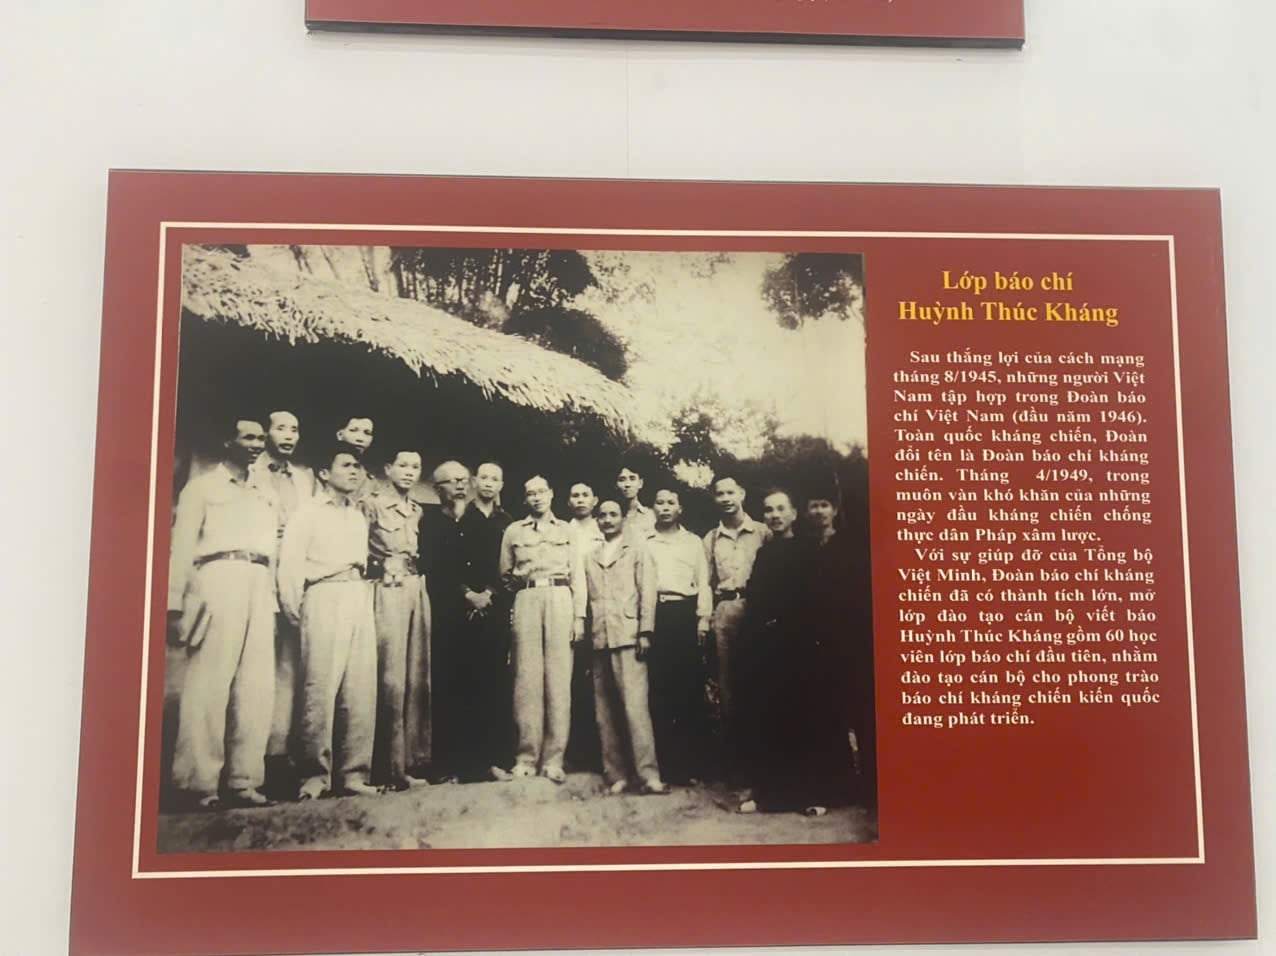 Lớp báo chí
Huỳnh Thúc Kháng
Sau thắng lợi của cách mạng
tháng 8/1945, những người Việt
Nam tập hợp trong Đoàn báo
chí Việt Nam (đầu năm 1946).
Toàn quốc kháng chiến, Đoàn
đổi tên là Đoàn báo chí kháng
chiến. Tháng 4/1949, trong
muôn vàn khó khăn của những
ngày đầu kháng chiến chống
thực dân Pháp xâm lược.
Với sự giúp đỡ của Tổng bộ
Việt Minh, Đoàn báo chí kháng
chiến đã có thành tích lớn, mở
lớp đào tạo cán bộ viết báo
Huỳnh Thúc Kháng gồm 60 học
viên lớp báo chí đầu tiên, nhằm
đào tạo cán bộ cho phong trào
báo chí kháng chiến kiến quốc
đang phát triển.